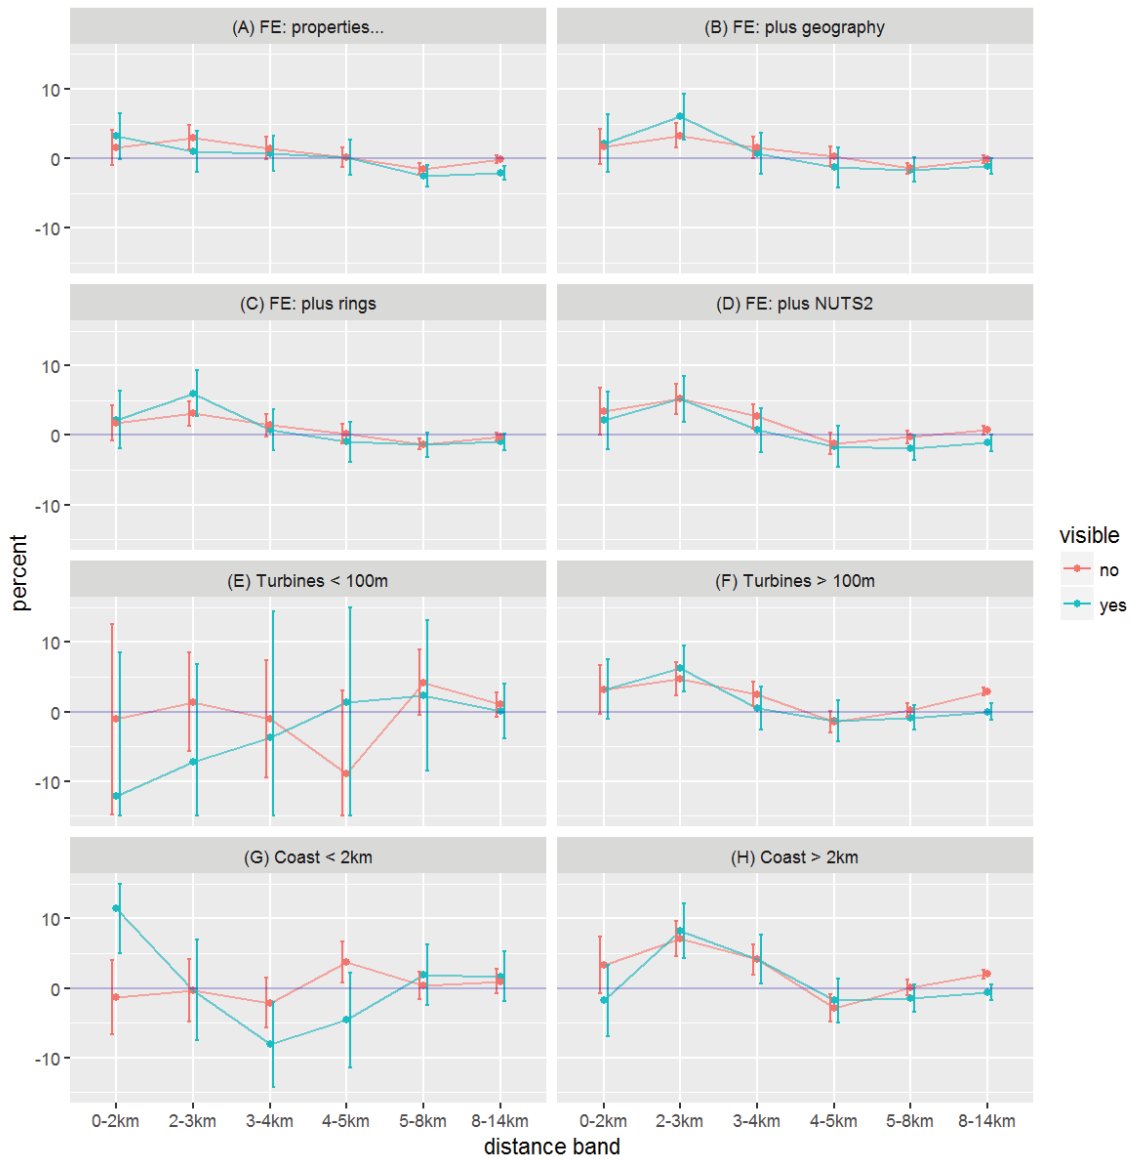 (A) FE: properties...
(B) FE: plus geography
10
0
-10
(C) FE: plus rings
(D) FE: plus NUTS2
10
0
-10
(E) Turbines < 100m
(F) Turbines > 100m
10
0
-10
(G) Coast < 2km
(H) Coast > 2km
10
0
-10
percent
0-2km 2-3km 3-4km 4-5km 5-8km 8-14km
0-2km 2-3km 3-4km 4-5km 5-8km 8-14km
distance band
visible
no
yes